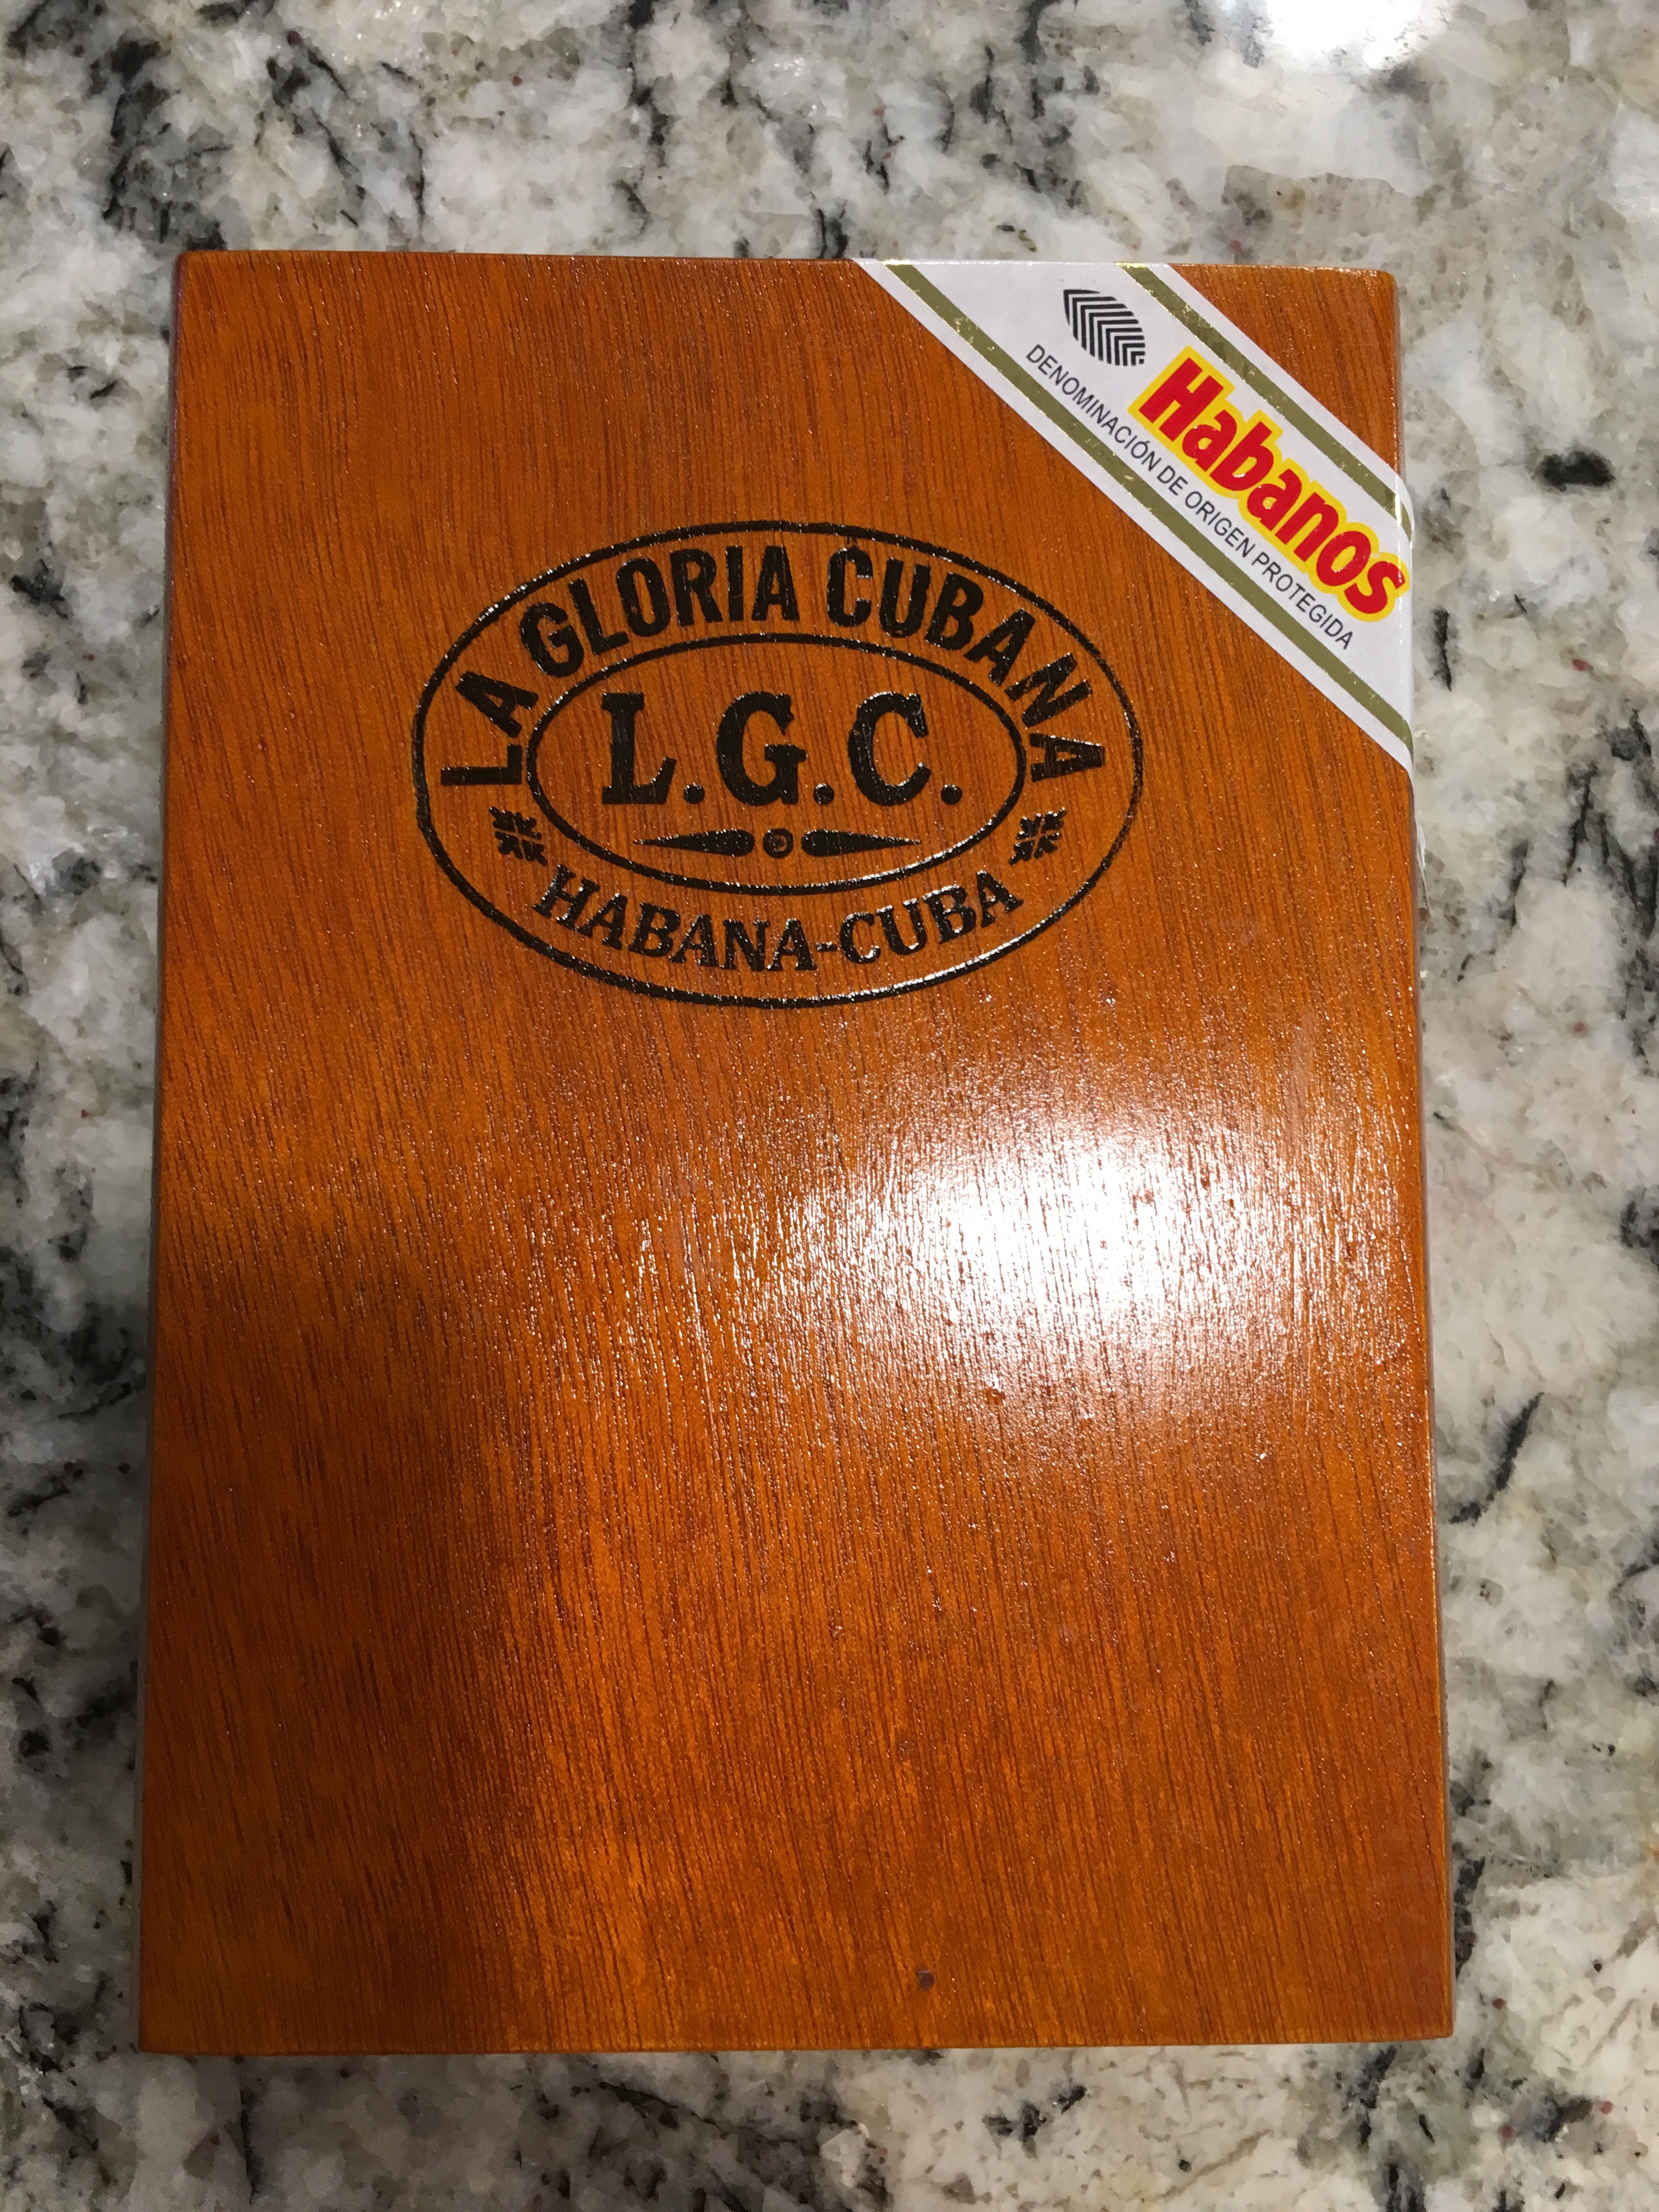 Habanos
DENOMINACIÓN DE ORIGEN PROTEGIDA
LA GLORIA CUBANA
L.G.C.
HABANA-CUBA